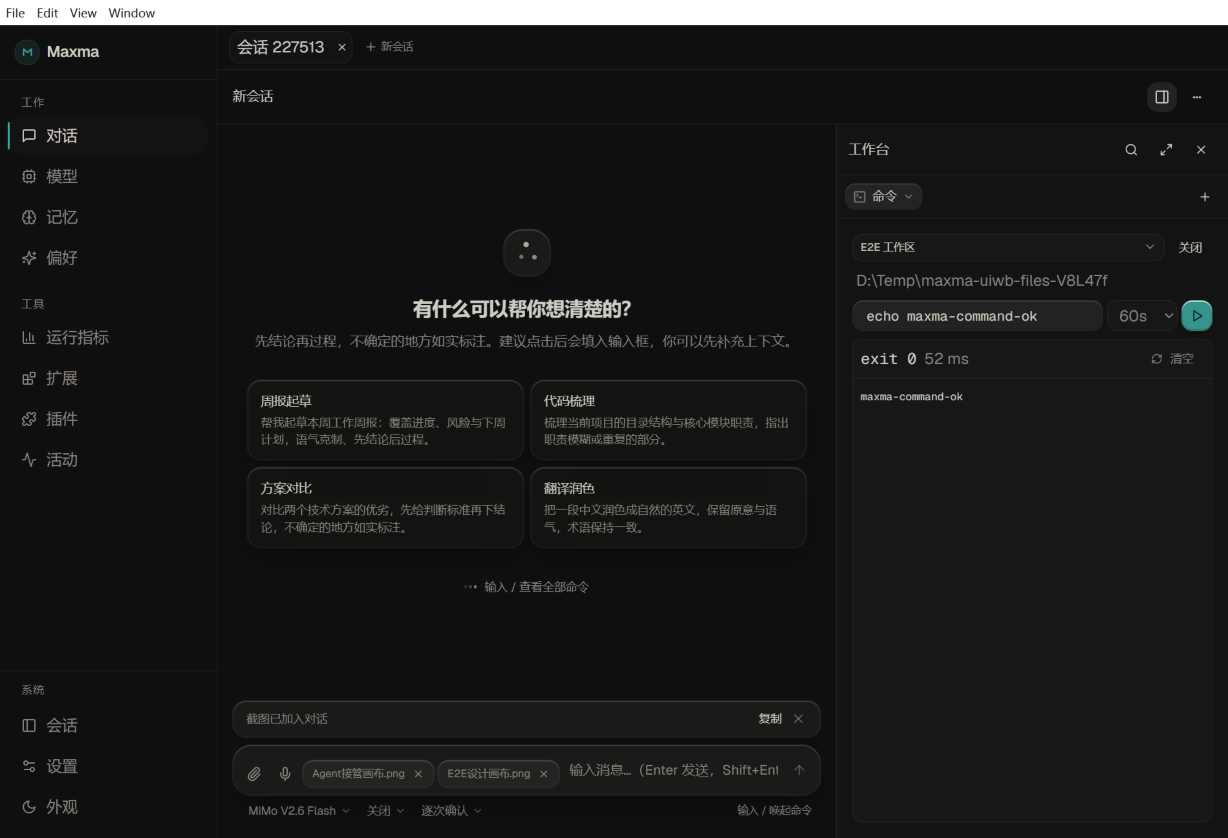 File Edit View Window
Maxma
会话 227513
新会话
新会话
工作
对话
模型
记忆
偏好
工具
运行指标
扩展
插件
活动
系统
会话
设置
外观
有什么可以帮你想清楚的?
先结论再过程，不确定的地方如实标注。建议点击后会填入输入框，你可以先补充上下文。
周报起草
帮我起草本周工作周报：覆盖进度、风险与下周
计划，语气克制、先结论后过程。
代码梳理
梳理当前项目的目录结构与核心模块职责，指出
职责模糊或重复的部分。
方案对比
对比两个技术方案的优劣，先给判断标准再下结
论，不确定的地方如实标注。
翻译润色
把一段中文润色成自然的英文，保留原意与语
气，术语保持一致。
输入 / 查看全部命令
截图已加入对话
复制
Agent接管画布.png
E2E设计画布.png
输入消息... （Enter 发送，Shift+Ent
MiMo V2.6 Flash
关闭
逐次确认
输入 / 唤起命令
工作台
命令
E2E 工作区
关闭
D:\Temp\maxma-uiwb-files-V8L47f
echo maxma-command-ok
60s
exit 0 52 ms
清空
maxma-command-ok